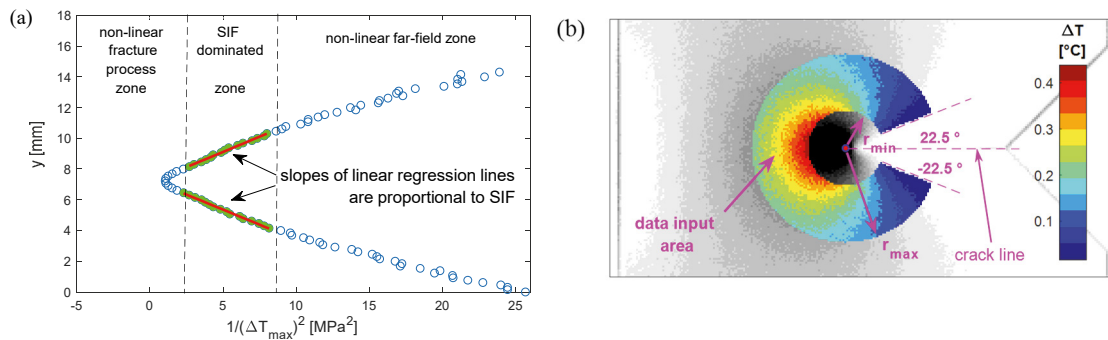 (a)
18
16
14
12
10
8
6
4
2
0
y [mm]
non-linear
fracture
process
zone
SIF
dominated
zone
non-linear far-field zone
slopes of linear regression lines
are proportional to SIF
-5
0
5
10
15
20
25
1/(ΔT_max)² [MPa²]
(b)
ΔT
[°C]
0.4
0.3
0.2
0.1
r_min
22.5 °
-22.5 °
data input
area
r_max
crack line